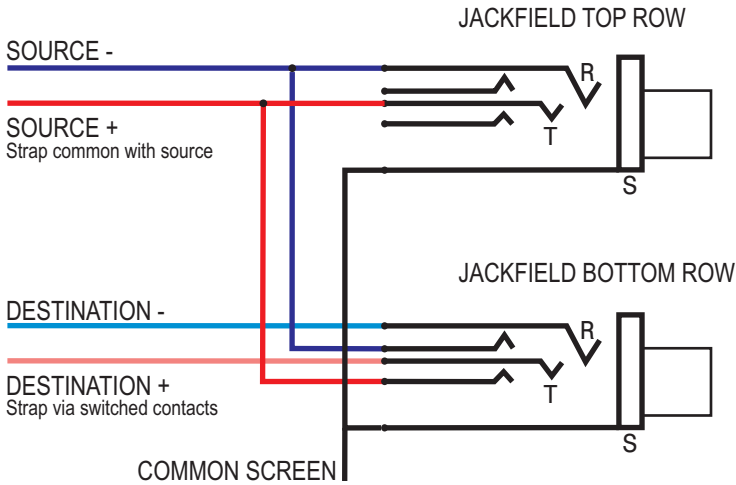 JACKFIELD TOP ROW
SOURCE -
R
SOURCE +
Strap common with source
T
S
JACKFIELD BOTTOM ROW
DESTINATION -
R
DESTINATION +
Strap via switched contacts
T
S
COMMON SCREEN